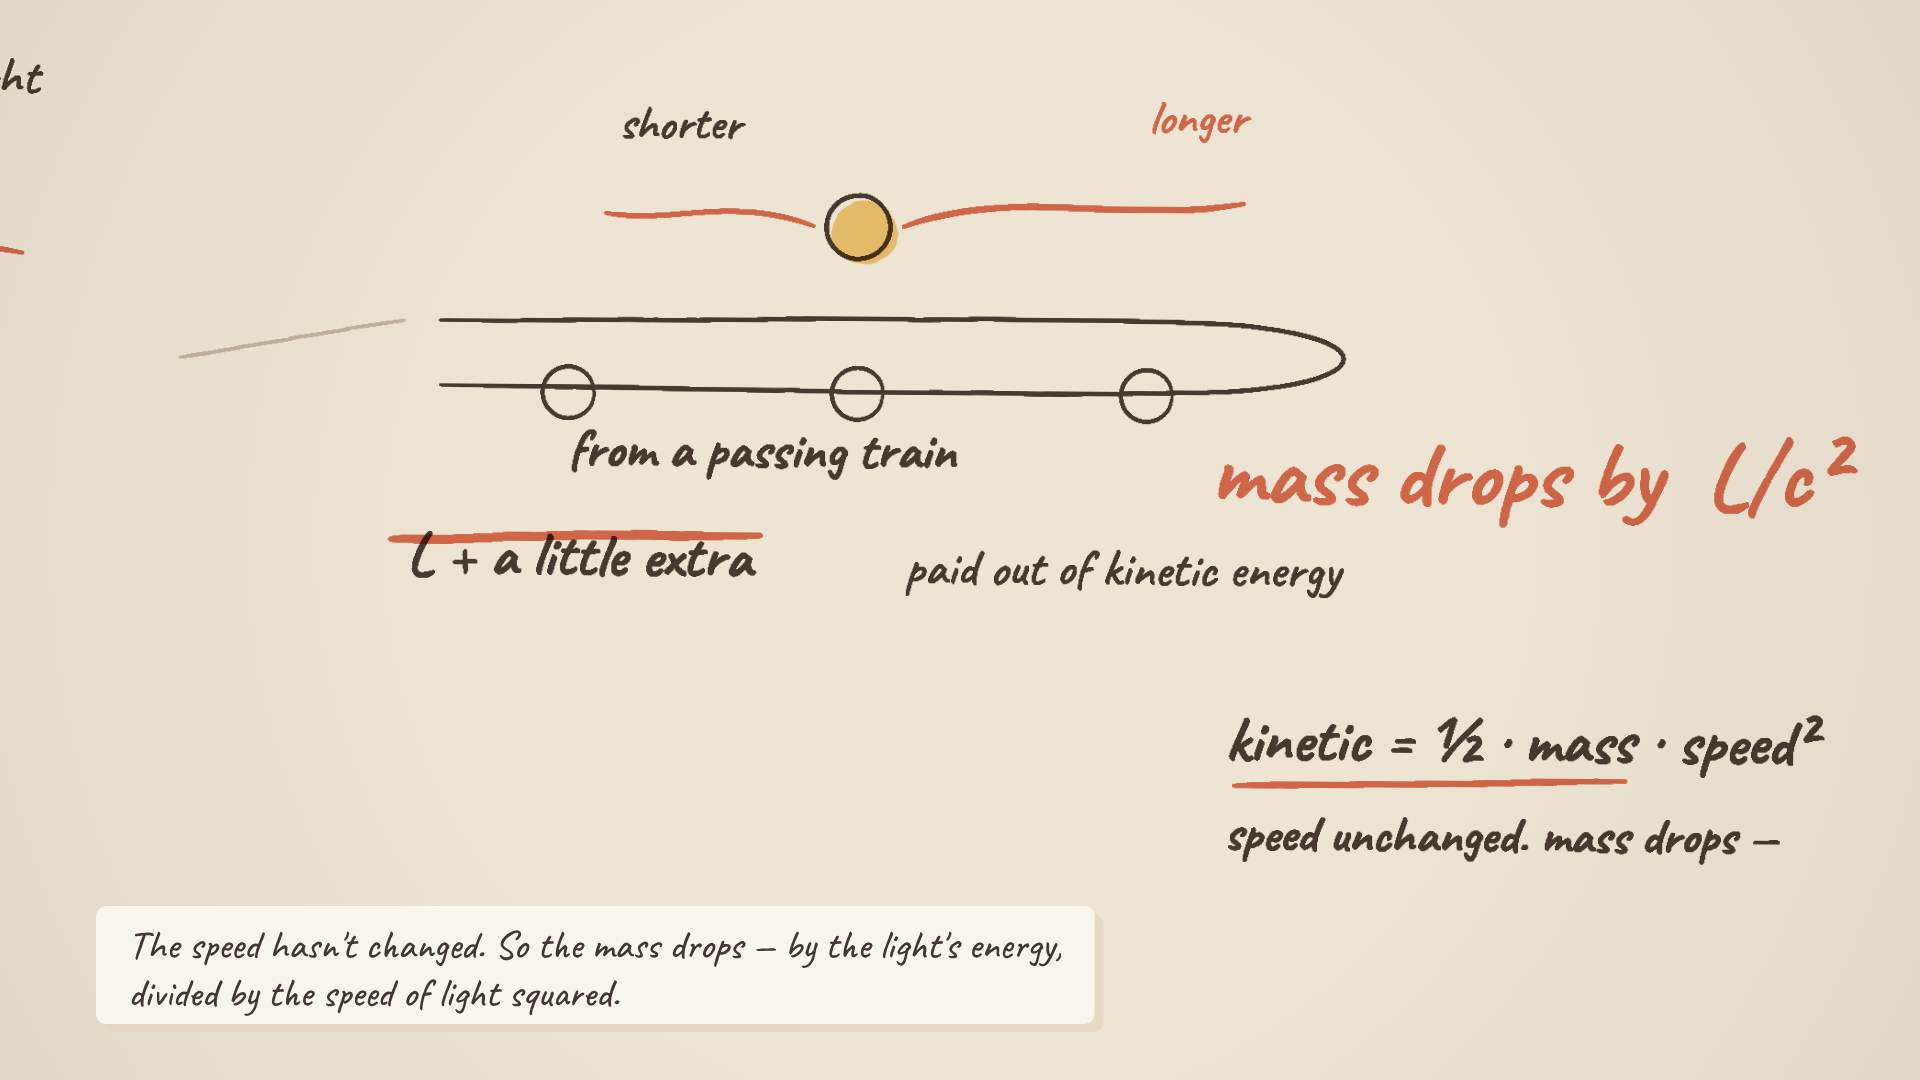 ht
shorter
longer
from a passing train
mass drops by L/c²
L + a little extra
paid out of kinetic energy
kinetic = ½ · mass · speed²
speed unchanged. mass drops —
The speed hasn't changed. So the mass drops — by the light's energy,
divided by the speed of light squared.